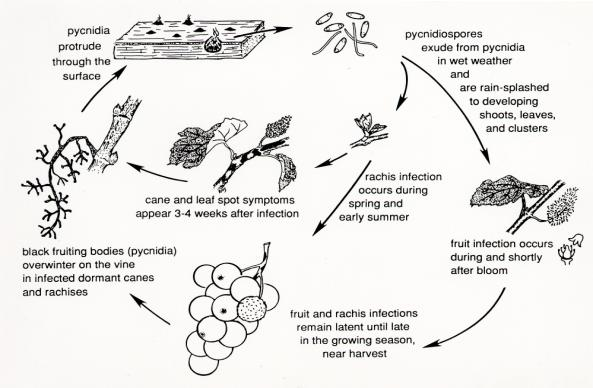 pycnidia
protrude
through the
surface
pycnidiospores
exude from pycnidia
in wet weather
and
are rain-splashed
to developing
shoots, leaves,
and clusters
rachis infection
occurs during
spring and
early summer
cane and leaf spot symptoms
appear 3-4 weeks after infection
fruit infection occurs
during and shortly
after bloom
black fruiting bodies (pycnidia)
overwinter on the vine
in infected dormant canes
and rachises
fruit and rachis infections
remain latent until late
in the growing season,
near harvest